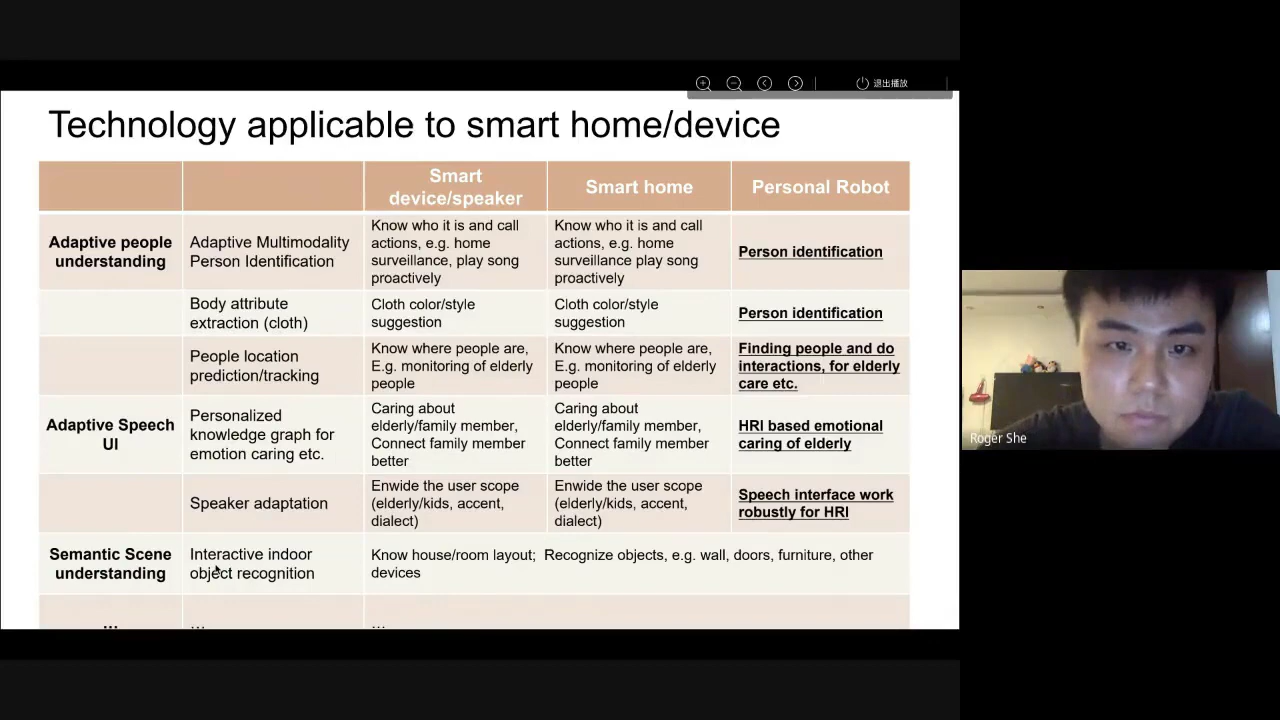 退出播放
Technology applicable to smart home/device
Smart
device/speaker
Smart home
Personal Robot
Adaptive people
understanding
Adaptive Multimodality
Person Identification
Know who it is and call
actions, e.g. home
surveillance, play song
proactively
Know who it is and call
actions, e.g. home
surveillance play song
proactively
Person identification
Body attribute
extraction (cloth)
Cloth color/style
suggestion
Cloth color/style
suggestion
Person identification
People location
prediction/tracking
Know where people are,
E.g. monitoring of elderly
people
Know where people are,
E.g. monitoring of elderly
people
Finding people and do
interactions, for elderly
care etc.
Adaptive Speech
UI
Personalized
knowledge graph for
emotion caring etc.
Caring about
elderly/family member,
Connect family member
better
Caring about
elderly/family member,
Connect family member
better
HRI based emotional
caring of elderly
Speaker adaptation
Enwide the user scope
(elderly/kids, accent,
dialect)
Enwide the user scope
(elderly/kids, accent,
dialect)
Speech interface work
robustly for HRI
Semantic Scene
understanding
Interactive indoor
object recognition
Know house/room layout; Recognize objects, e.g. wall, doors, furniture, other
devices
...
...
...
Roger She